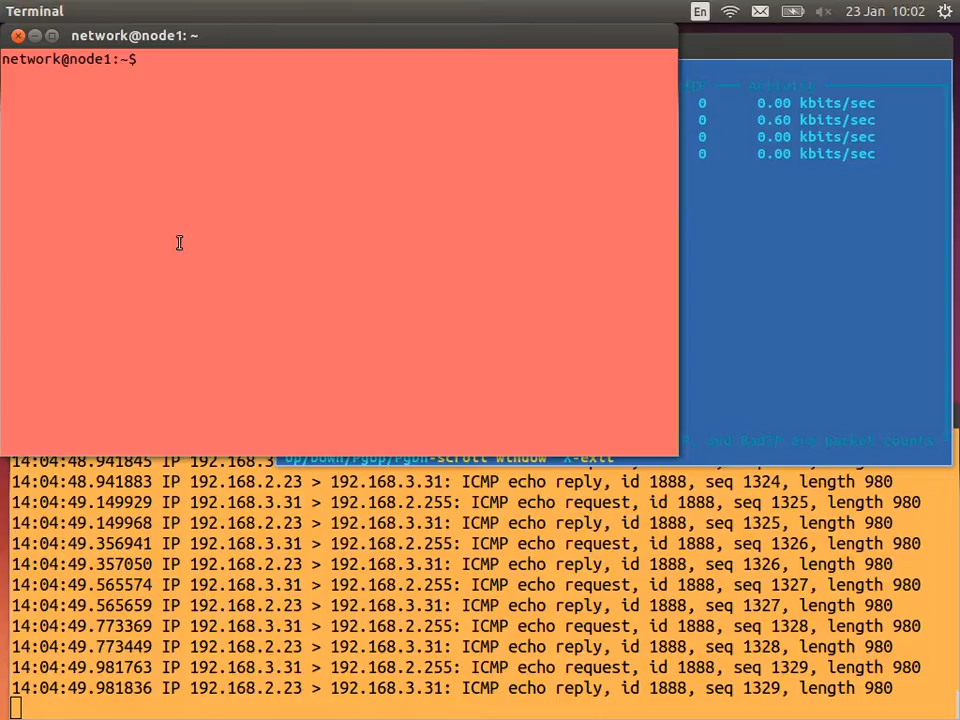 Terminal
En
23 Jan 10:02
network@node1: ~
network@node1:~$
0 0.00 kbits/sec
0 0.60 kbits/sec
0 0.00 kbits/sec
0 0.00 kbits/sec
and BadIP are packet counts
Up/Down/PgUp/PgDn-scroll window X-exit
14:04:48.941845 IP 192.168.3
14:04:48.941883 IP 192.168.2.23 > 192.168.3.31: ICMP echo reply, id 1888, seq 1324, length 980
14:04:49.149929 IP 192.168.3.31 > 192.168.2.255: ICMP echo request, id 1888, seq 1325, length 980
14:04:49.149968 IP 192.168.2.23 > 192.168.3.31: ICMP echo reply, id 1888, seq 1325, length 980
14:04:49.356941 IP 192.168.3.31 > 192.168.2.255: ICMP echo request, id 1888, seq 1326, length 980
14:04:49.357050 IP 192.168.2.23 > 192.168.3.31: ICMP echo reply, id 1888, seq 1326, length 980
14:04:49.565574 IP 192.168.3.31 > 192.168.2.255: ICMP echo request, id 1888, seq 1327, length 980
14:04:49.565659 IP 192.168.2.23 > 192.168.3.31: ICMP echo reply, id 1888, seq 1327, length 980
14:04:49.773369 IP 192.168.3.31 > 192.168.2.255: ICMP echo request, id 1888, seq 1328, length 980
14:04:49.773449 IP 192.168.2.23 > 192.168.3.31: ICMP echo reply, id 1888, seq 1328, length 980
14:04:49.981763 IP 192.168.3.31 > 192.168.2.255: ICMP echo request, id 1888, seq 1329, length 980
14:04:49.981836 IP 192.168.2.23 > 192.168.3.31: ICMP echo reply, id 1888, seq 1329, length 980